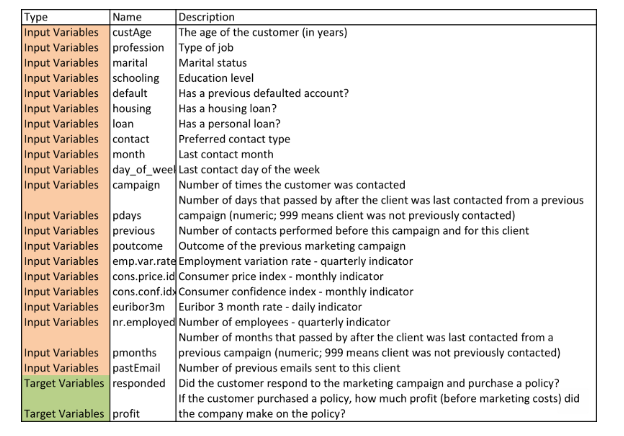 Type Name Description
Input Variables custAge The age of the customer (in years)
Input Variables profession Type of job
Input Variables marital Marital status
Input Variables schooling Education level
Input Variables default Has a previous defaulted account?
Input Variables housing Has a housing loan?
Input Variables loan Has a personal loan?
Input Variables contact Preferred contact type
Input Variables month Last contact month
Input Variables day_of_weel Last contact day of the week
Input Variables campaign Number of times the customer was contacted
Number of days that passed by after the client was last contacted from a previous
Input Variables pdays campaign (numeric; 999 means client was not previously contacted)
Input Variables previous Number of contacts performed before this campaign and for this client
Input Variables poutcome Outcome of the previous marketing campaign
Input Variables emp.var.rate Employment variation rate - quarterly indicator
Input Variables cons.price.id Consumer price index - monthly indicator
Input Variables cons.conf.idx Consumer confidence index - monthly indicator
Input Variables euribor3m Euribor 3 month rate - daily indicator
Input Variables nr.employed Number of employees - quarterly indicator
Number of months that passed by after the client was last contacted from a
Input Variables pmonths previous campaign (numeric; 999 means client was not previously contacted)
Input Variables pastEmail Number of previous emails sent to this client
Target Variables responded Did the customer respond to the marketing campaign and purchase a policy?
If the customer purchased a policy, how much profit (before marketing costs) did
Target Variables profit the company make on the policy?